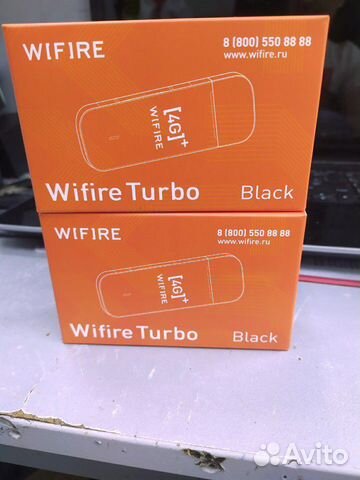 WIFIRE
8 (800) 550 88 88
www.wifire.ru
[4G]+
WIFIRE
Wifire Turbo
Black
WIFIRE
8 (800) 550 88 88
www.wifire.ru
[4G]+
WIFIRE
Wifire Turbo
Black
Avito